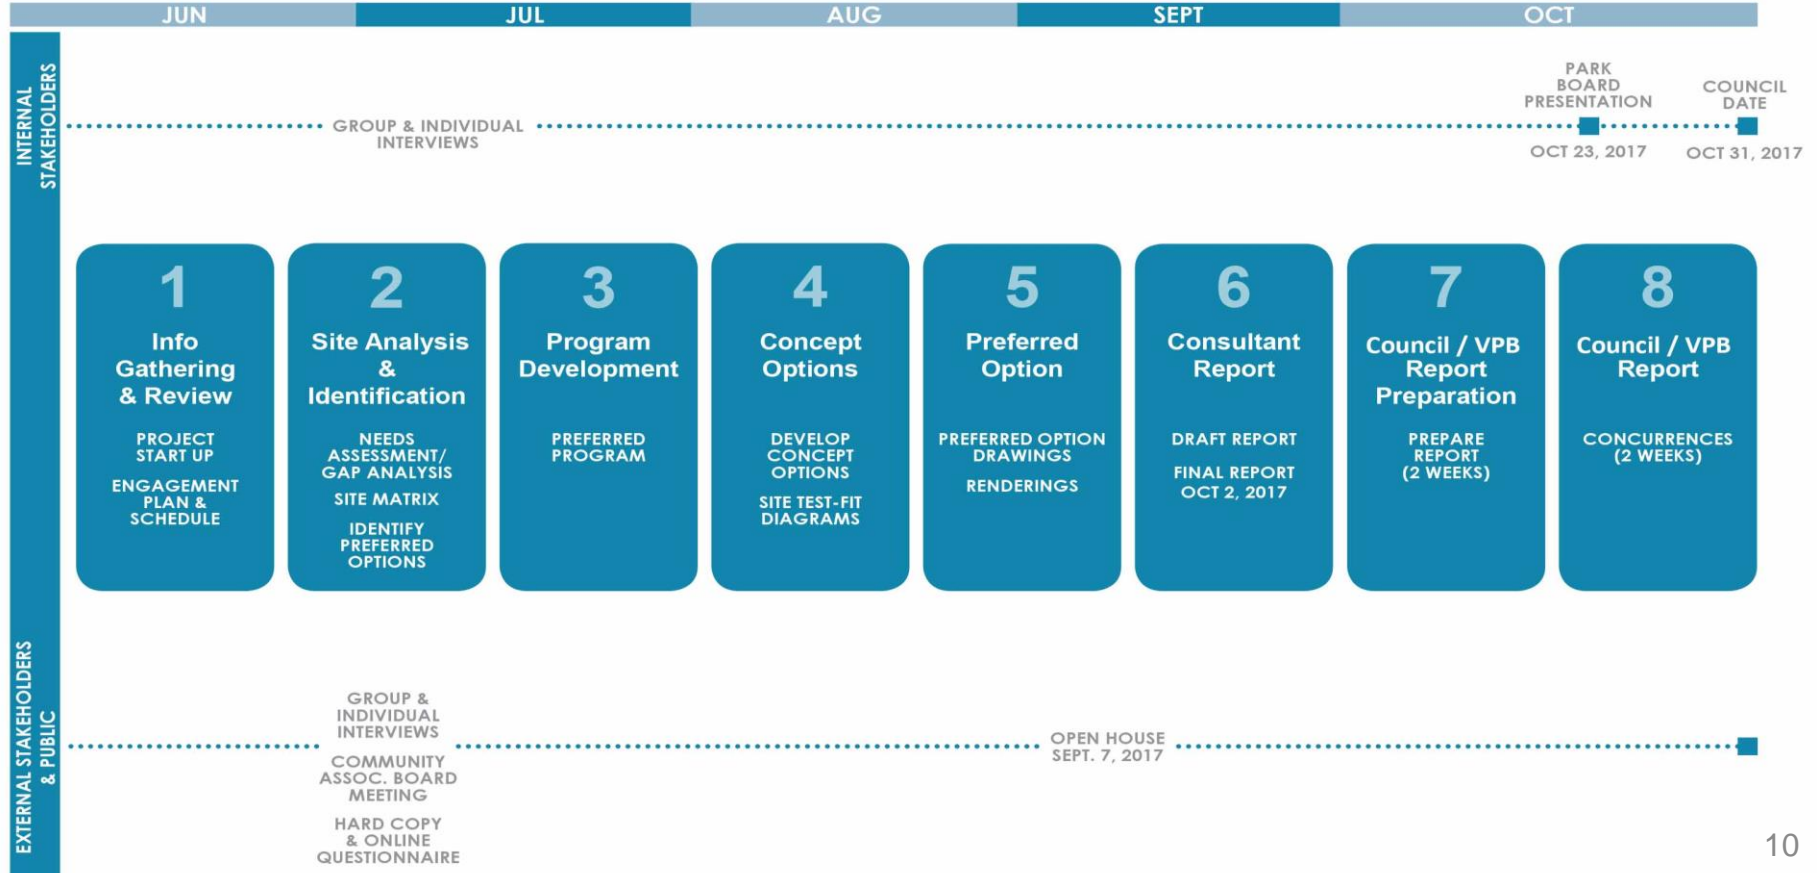 JUN
JUL
AUG
SEPT
OCT
INTERNAL
STAKEHOLDERS
GROUP & INDIVIDUAL
INTERVIEWS
PARK
BOARD
PRESENTATION
OCT 23, 2017
COUNCIL
DATE
OCT 31, 2017
1
Info
Gathering
& Review
PROJECT
START UP
ENGAGEMENT
PLAN &
SCHEDULE
2
Site Analysis
&
Identification
NEEDS
ASSESSMENT/
GAP ANALYSIS
SITE MATRIX
IDENTIFY
PREFERRED
OPTIONS
3
Program
Development
PREFERRED
PROGRAM
4
Concept
Options
DEVELOP
CONCEPT
OPTIONS
SITE TEST-FIT
DIAGRAMS
5
Preferred
Option
PREFERRED OPTION
DRAWINGS
RENDERINGS
6
Consultant
Report
DRAFT REPORT
FINAL REPORT
OCT 2, 2017
7
Council / VPB
Report
Preparation
PREPARE
REPORT
(2 WEEKS)
8
Council / VPB
Report
CONCURRENCES
(2 WEEKS)
EXTERNAL STAKEHOLDERS
& PUBLIC
GROUP &
INDIVIDUAL
INTERVIEWS
COMMUNITY
ASSOC. BOARD
MEETING
HARD COPY
& ONLINE
QUESTIONNAIRE
OPEN HOUSE
SEPT. 7, 2017
10